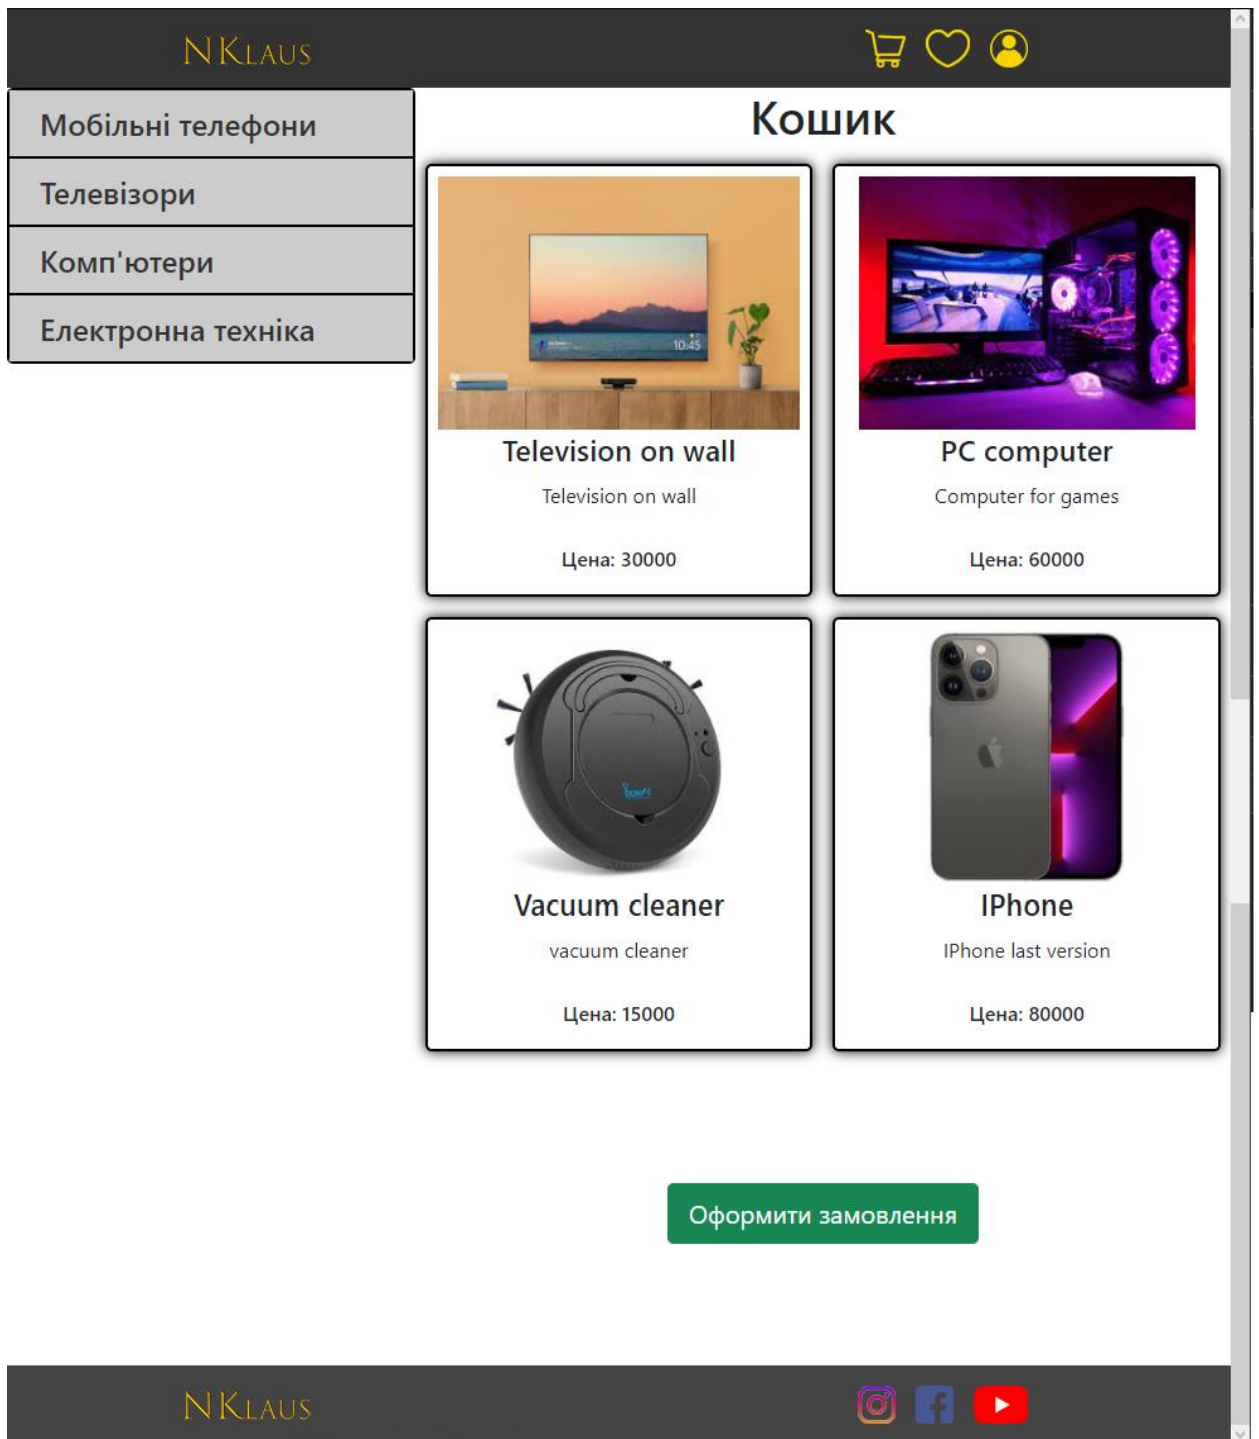 NKlaus
Мобільні телефони
Телевізори
Комп'ютери
Електронна техніка
Кошик
10:45
Television on wall
Television on wall
Цена: 30000
PC computer
Computer for games
Цена: 60000
Vacuum cleaner
vacuum cleaner
Цена: 15000
IPhone
IPhone last version
Цена: 80000
Оформити замовлення
NKlaus